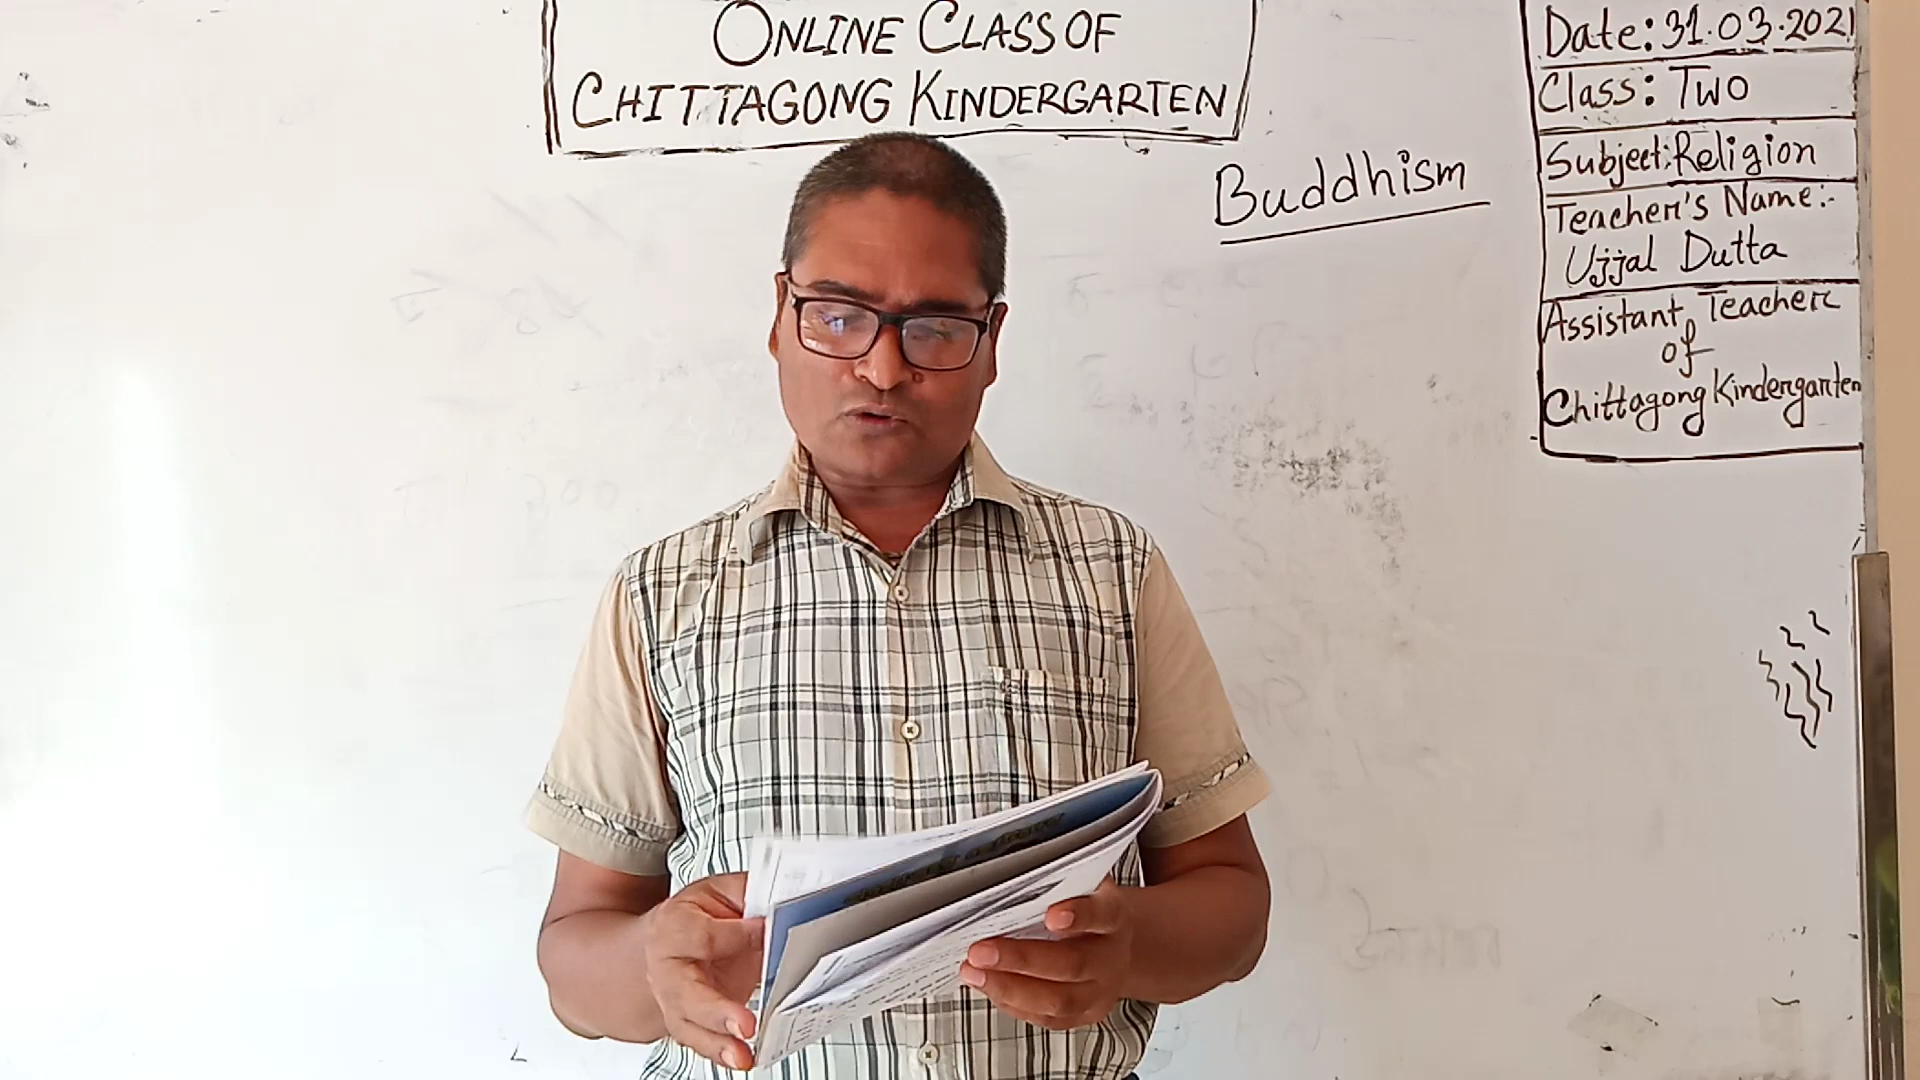 ONLINE CLASS OF
CHITTAGONG KINDERGARTEN
Buddhism
Date: 31.03.2021
Class: Two
Subject: Religion
Teacher's Name:-
Ujjal Dutta
Assistant Teacher
of
Chittagong Kindergarten